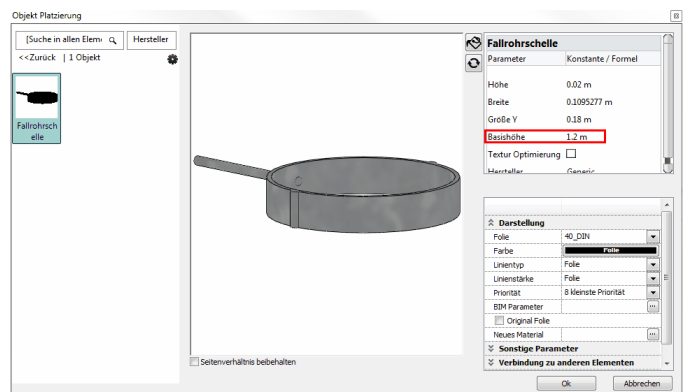 Objekt Platzierung
[Suche in allen Eleme
Hersteller
<<Zurück | 1 Objekt
Fallrohrsch
elle
Seitenverhältnis beibehalten
Fallrohrschelle
Parameter Konstante / Formel
Höhe 0.02 m
Breite 0.1095277 m
Größe Y 0.18 m
Basishöhe 1.2 m
Textur Optimierung
Hersteller Generic
Darstellung
Folie 40_DIN
Farbe Folie
Linientyp Folie
Linienstärke Folie
Priorität 8 kleinste Priorität
BIM Parameter ...
Original Folie
Neues Material ...
Sonstige Parameter
Verbindung zu anderen Elementen
Ok Abbrechen